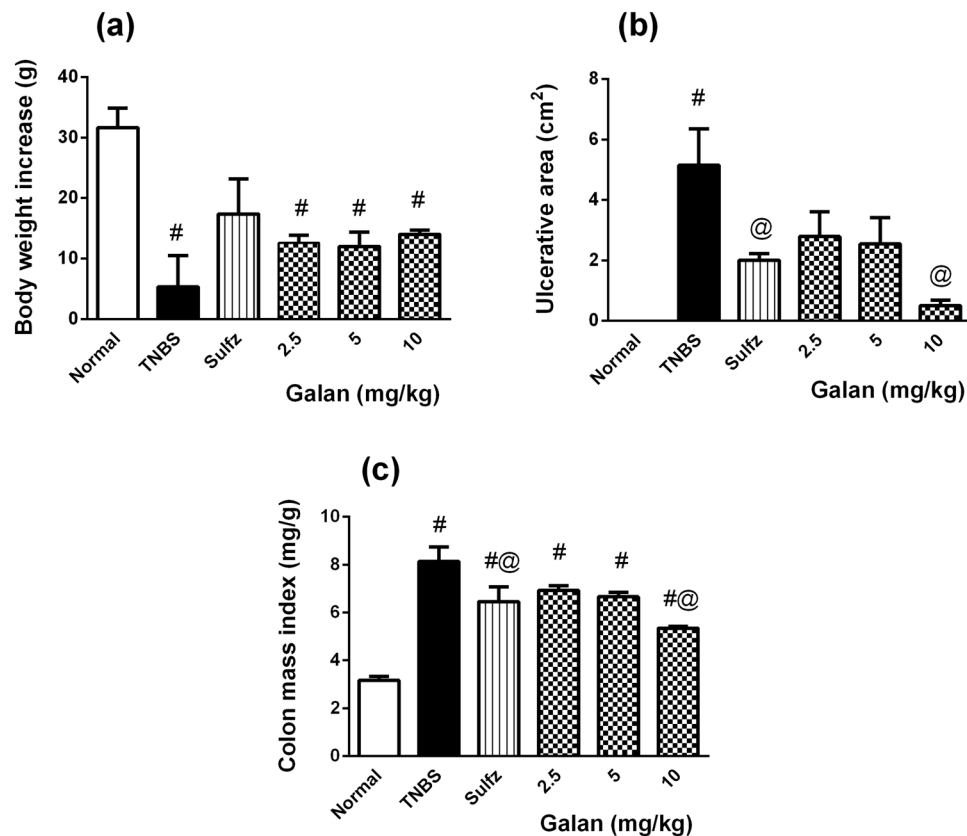 (a)
Body weight increase (g)
40
30
20
10
0
#
#
#
#
Normal
TNBS
Sulfz
2.5
5
10
Galan (mg/kg)
(b)
Ulcerative area (cm²)
8
6
4
2
0
#
@
@
Normal
TNBS
Sulfz
2.5
5
10
Galan (mg/kg)
(c)
Colon mass index (mg/g)
10
8
6
4
2
0
#
#@
#
#
#@
Normal
TNBS
Sulfz
2.5
5
10
Galan (mg/kg)